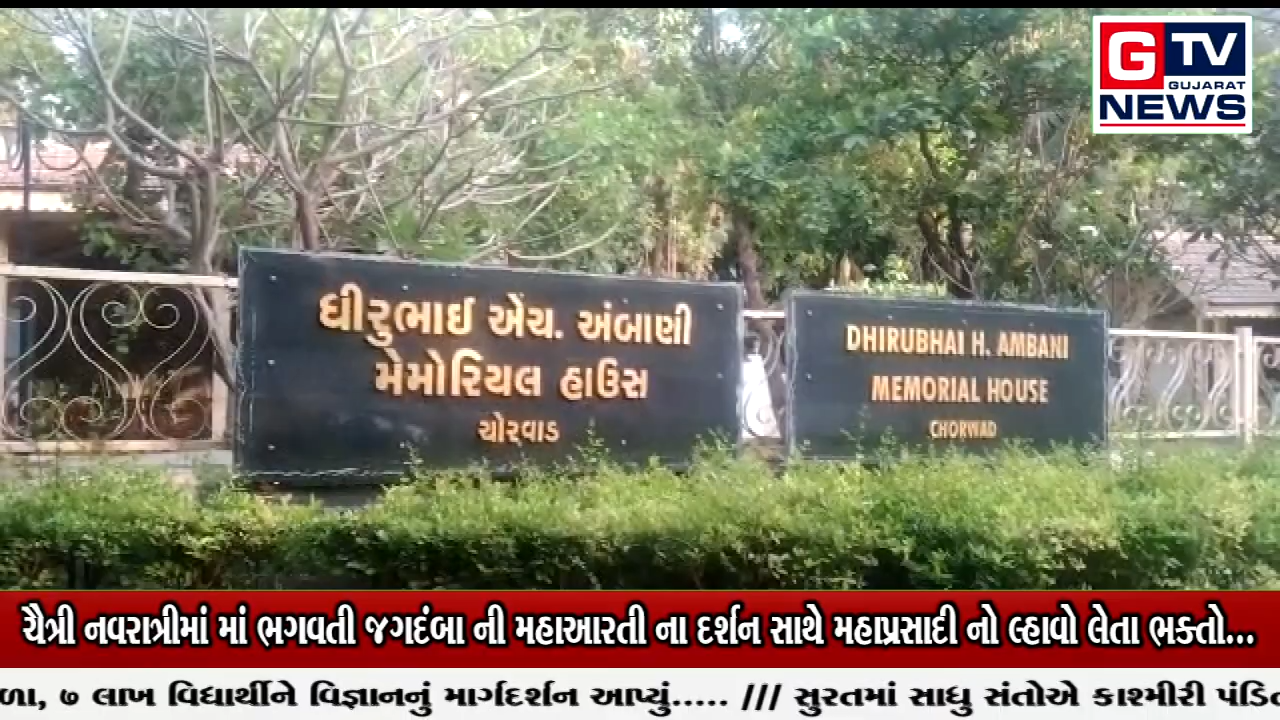 G TV
GUJARAT
NEWS
ધીરુભાઇ એચ. અંબાણી
મેમોરિયલ હાઉસ
ચોરવાડ
DHIRUBHAI H. AMBANI
MEMORIAL HOUSE
CHORWAD
ચૈત્રી નવરાત્રીમાં માં ભગવતી જગદંબા ની મહાઆરતી ના દર્શન સાથે મહાપ્રસાદી નો લ્હાવો લેતા ભક્તો...
ળા, ૭ લાખ વિદ્યાર્થીને વિજ્ઞાનનું માર્ગદર્શન આપ્યું..... /// સુરતમાં સાધુ સંતોએ કાશ્મીરી પંડિ